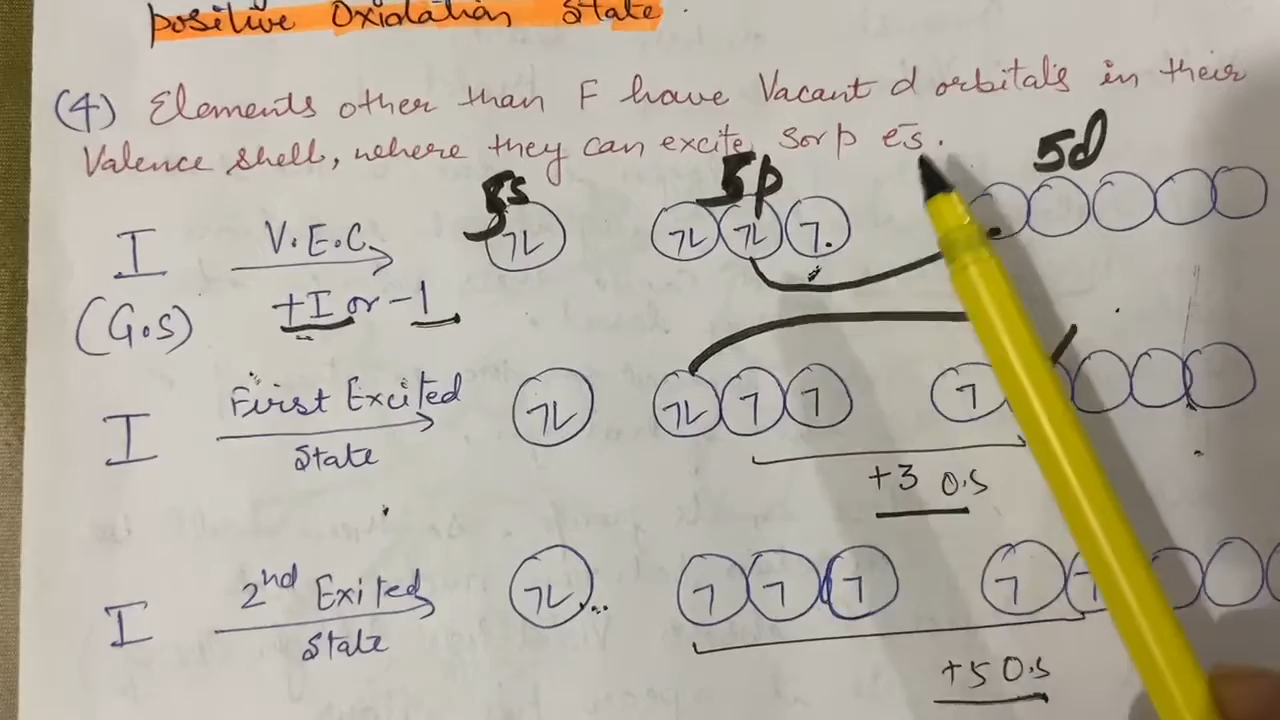 positive Oxidation State.
(4) Elements other than F have Vacant d orbitals in their
Valence shell, where they can excite s or p e⁻s.
5s 5p 5d
I V.E.C.
(G.S) +I or -1
I First Excited
State
+3 O.S
I 2nd Exited
State
+5 O.S